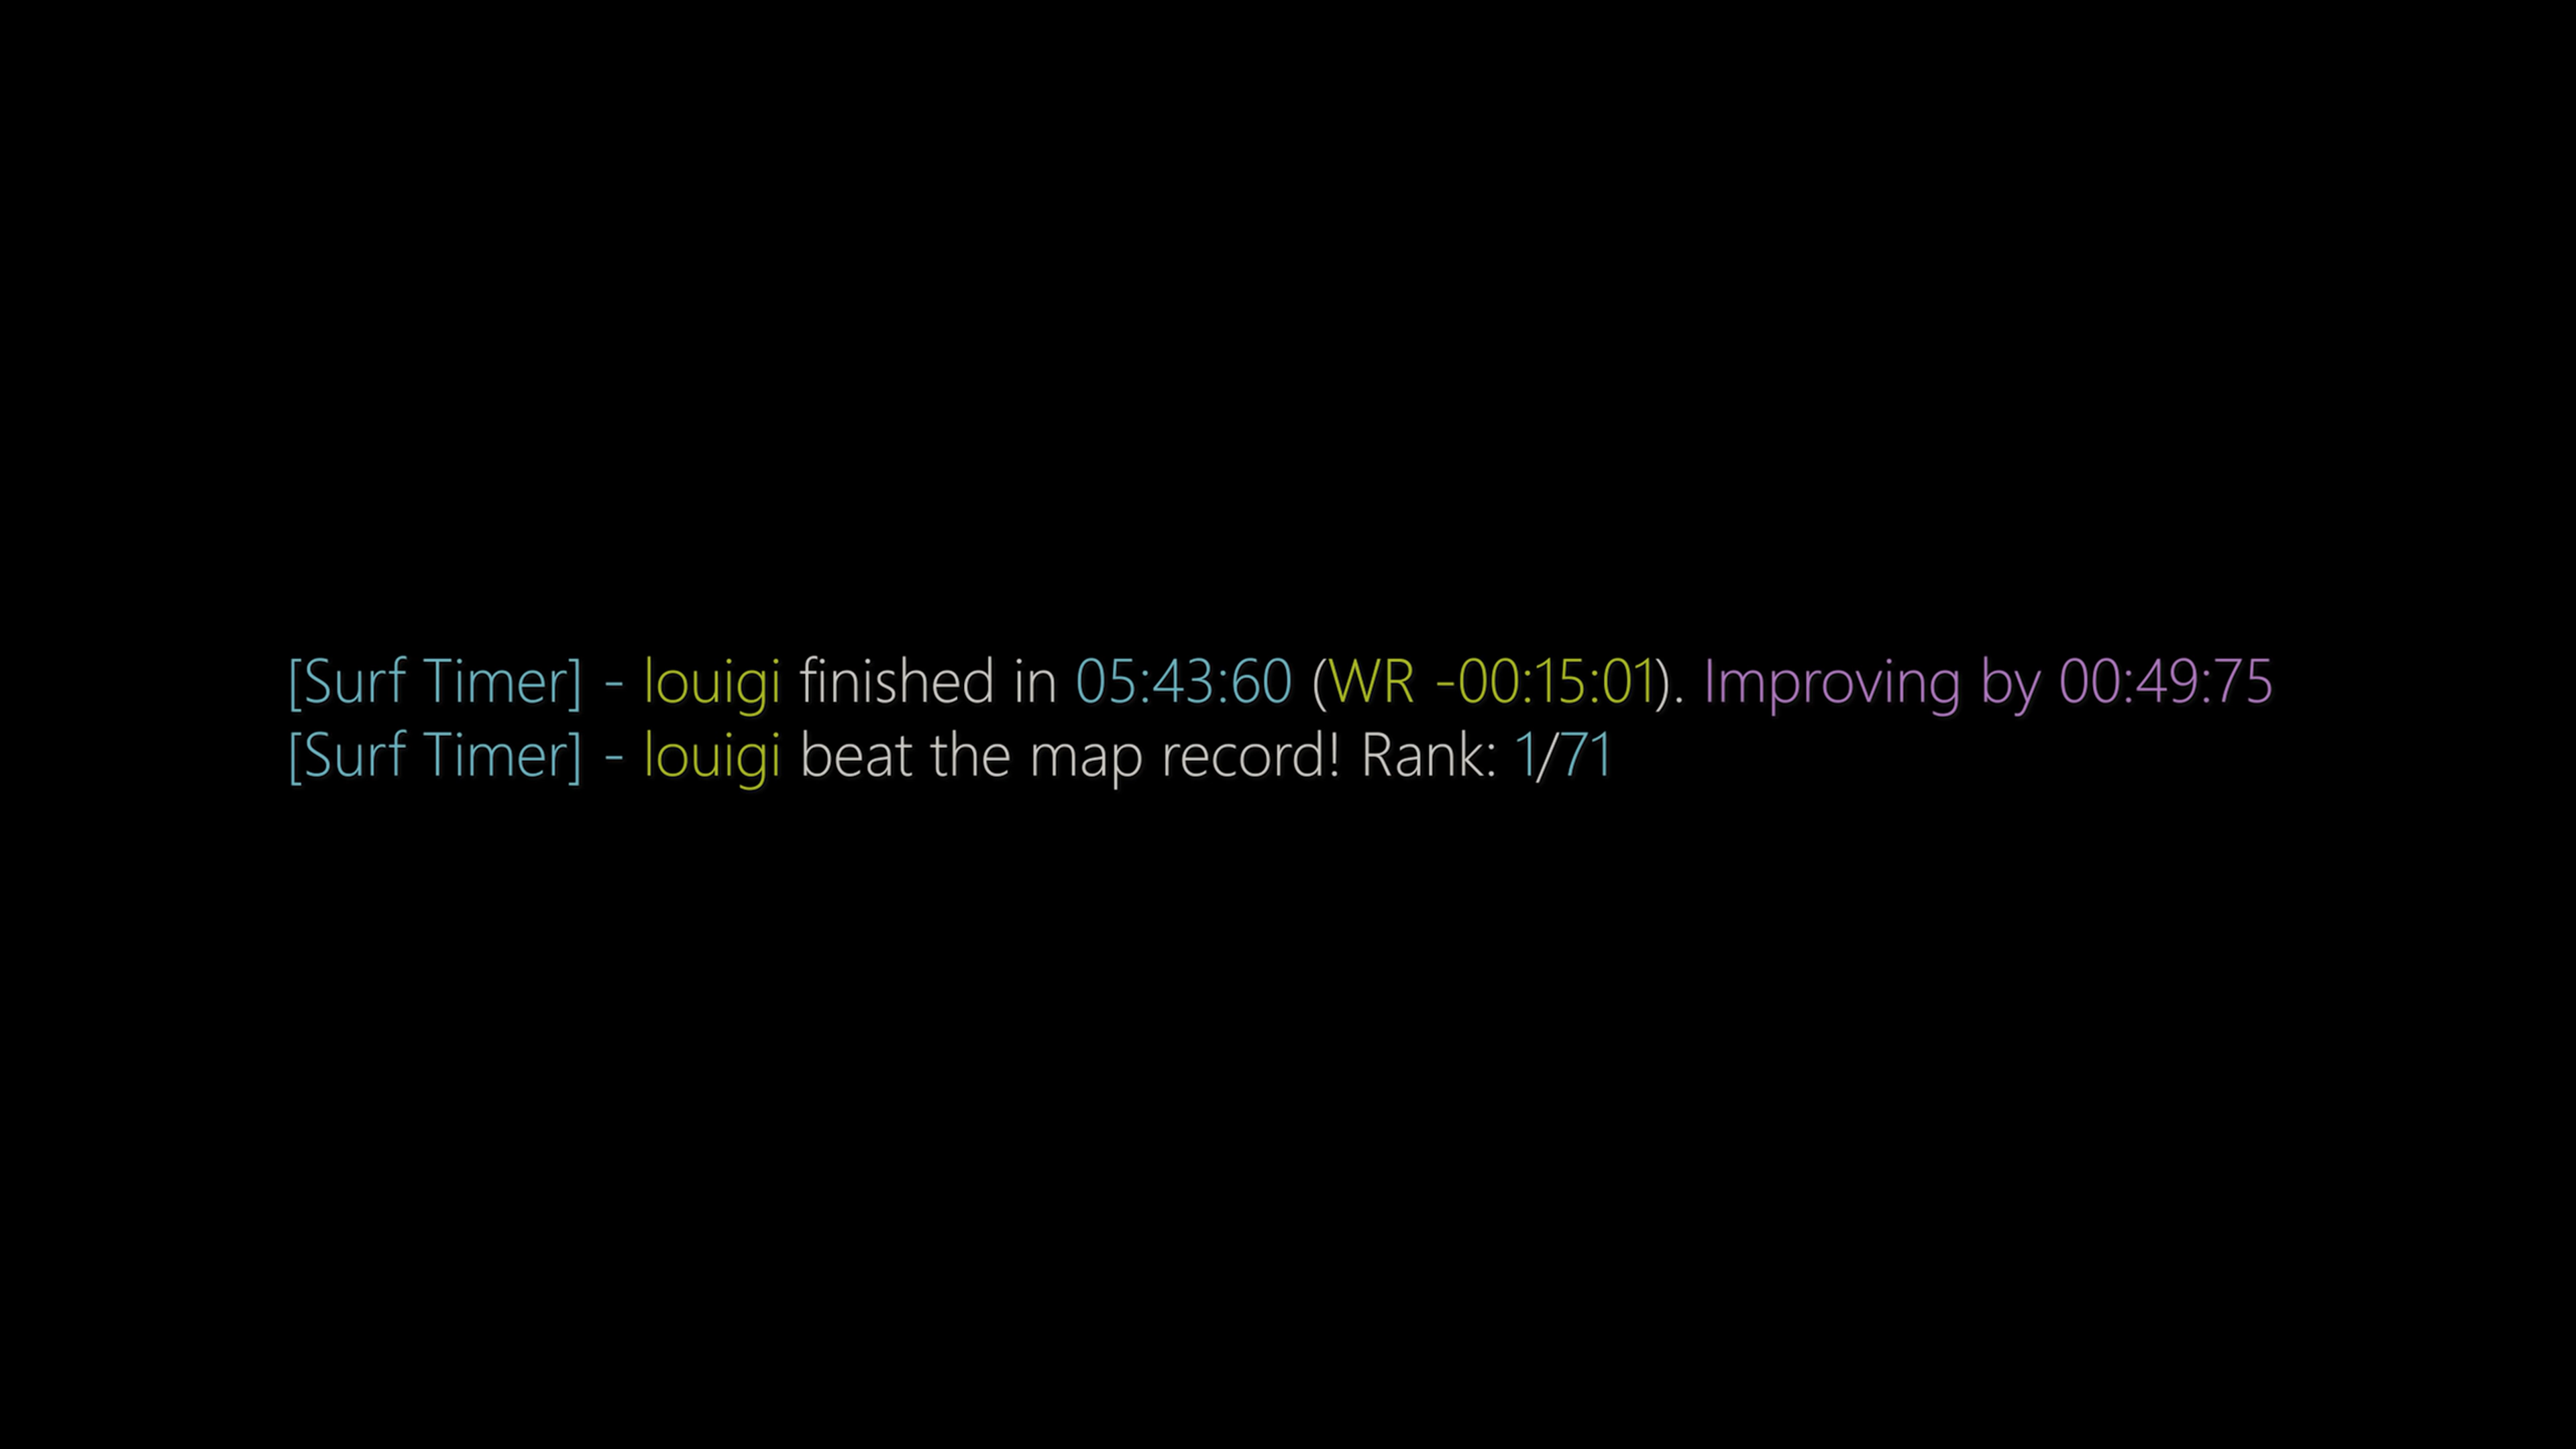 [Surf Timer] - louigi finished in 05:43:60 (WR -00:15:01). Improving by 00:49:75
[Surf Timer] - louigi beat the map record! Rank: 1/71